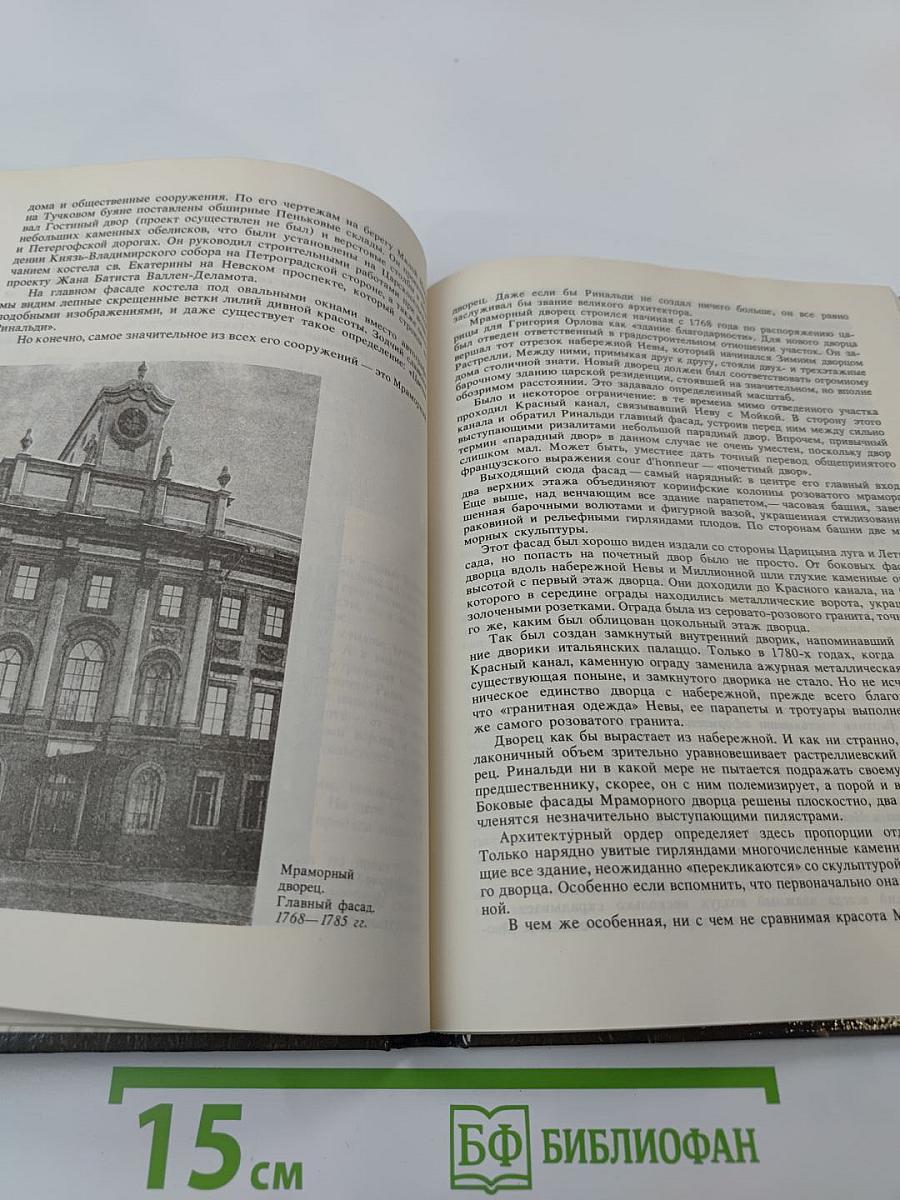 дома и общественные сооружения. По его чертежам на берегу Малой
на Тучковом буяне поставлены обширные Пеньковые склады. Он
вал Гостиный двор (проект осуществлен не был) и верстовые столбы
небольших каменных обелисков, что были установлены на Царско
и Петергофской дорогах. Он руководил строительными работами
дении Князь-Владимирского собора на Петроградской стороне, а
чанием костела св. Екатерины на Невском проспекте, который
проекту Жана Батиста Валлен-Деламота.
На главном фасаде костела под овальными окнами вместо
мы видим лепные скрещенные ветки лилий дивной красоты. Зодчий
подобными изображениями, и даже существует такое определение:
Ринальди».
Но конечно, самое значительное из всех его сооружений — это Мрамор
Мраморный
дворец.
Главный фасад.
1768—1785 гг.
дворец. Даже если бы Ринальди не создал ничего больше, он все равно
заслуживал бы звание великого архитектора.
Мраморный дворец строился начиная с 1768 года по распоряжению ца-
рицы для Григория Орлова как «здание благодарности». Для нового дворца
был отведен ответственный в градостроительном отношении участок. Он за-
вершал тот отрезок набережной Невы, который начинался Зимним дворцом
Растрелли. Между ними, примыкая друг к другу, стояли двух- и трехэтажные
дома столичной знати. Новый дворец должен был соответствовать огромному
барочному зданию царской резиденции, стоявшей на значительном, но вполне
обозримом расстоянии. Это задавало определенный масштаб.
Было и некоторое ограничение: в те времена мимо отведенного участка
проходил Красный канал, связывавший Неву с Мойкой. В сторону этого
канала и обратил Ринальди главный фасад, устроив перед ним между сильно
выступающими ризалитами небольшой парадный двор. Впрочем, привычный
термин «парадный двор» в данном случае не очень уместен, поскольку двор
слишком мал. Может быть, уместнее дать точный перевод общепринятого
французского выражения cour d'honneur — «почетный двор».
Выходящий сюда фасад — самый нарядный: в центре его главный вход
два верхних этажа объединяют коринфские колонны розоватого мрамора
Еще выше, над венчающим все здание парапетом,— часовая башня, завер
шенная барочными волютами и фигурной вазой, украшенная стилизованн
раковиной и рельефными гирляндами плодов. По сторонам башни две м
морных скульптуры.
Этот фасад был хорошо виден издали со стороны Царицына луга и Летн
сада, но попасть на почетный двор было не просто. От боковых фас
дворца вдоль набережной Невы и Миллионной шли глухие каменные о
высотой с первый этаж дворца. Они доходили до Красного канала, на
которого в середине ограды находились металлические ворота, укра
золочеными розетками. Ограда была из серовато-розового гранита, точ
го же, каким был облицован цокольный этаж дворца.
Так был создан замкнутый внутренний дворик, напоминавший
ние дворики итальянских палаццо. Только в 1780-х годах, когда
Красный канал, каменную ограду заменила ажурная металлическая
существующая поныне, и замкнутого дворика не стало. Но не исч
ническое единство дворца с набережной, прежде всего благо
что «гранитная одежда» Невы, ее парапеты и тротуары выполне
же самого розоватого гранита.
Дворец как бы вырастает из набережной. И как ни странно,
лаконичный объем зрительно уравновешивает растреллиевский
рец. Ринальди ни в какой мере не пытается подражать своему
предшественнику, скорее, он с ним полемизирует, а порой и в
Боковые фасады Мраморного дворца решены плоскостно, два
членятся незначительно выступающими пилястрами.
Архитектурный ордер определяет здесь пропорции отд
Только нарядно увитые гирляндами многочисленные каменн
щие все здание, неожиданно «перекликаются» со скульптурой
го дворца. Особенно если вспомнить, что первоначально она
ной.
В чем же особенная, ни с чем не сравнимая красота М
15 см
БФ БИБЛИОФАН